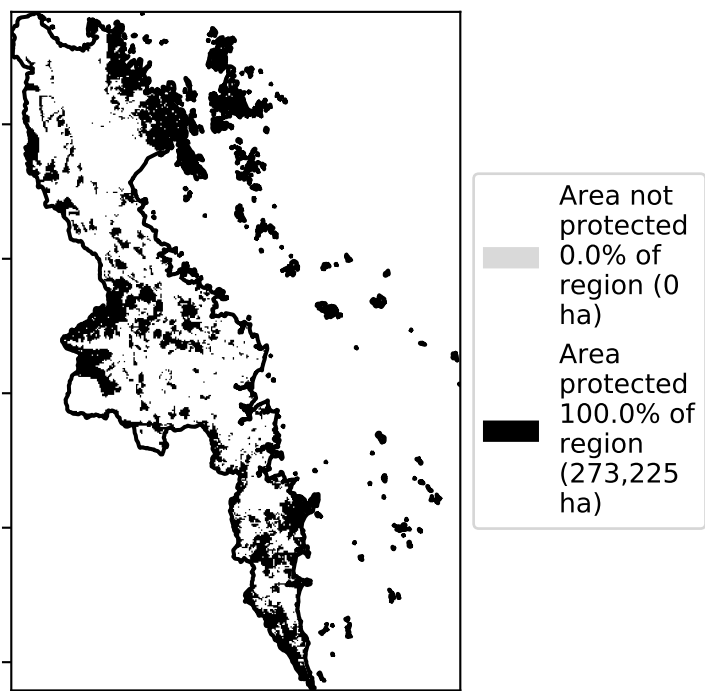 Area not
protected
0.0% of
region (0
ha)
Area
protected
100.0% of
region
(273,225
ha)